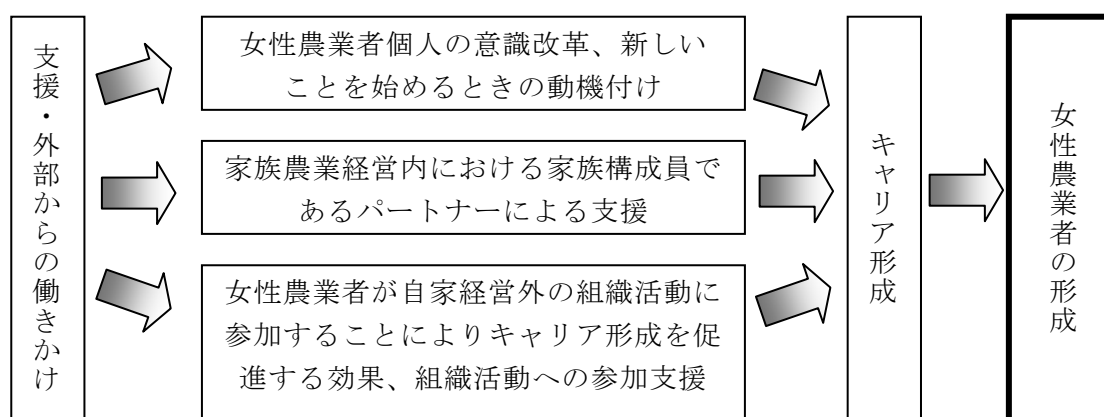 支援・外部からの働きかけ
女性農業者個人の意識改革、新しい
ことを始めるときの動機付け
家族農業経営内における家族構成員で
あるパートナーによる支援
女性農業者が自家経営外の組織活動に
参加することによりキャリア形成を促
進する効果、組織活動への参加支援
キャリア形成
女性農業者の形成